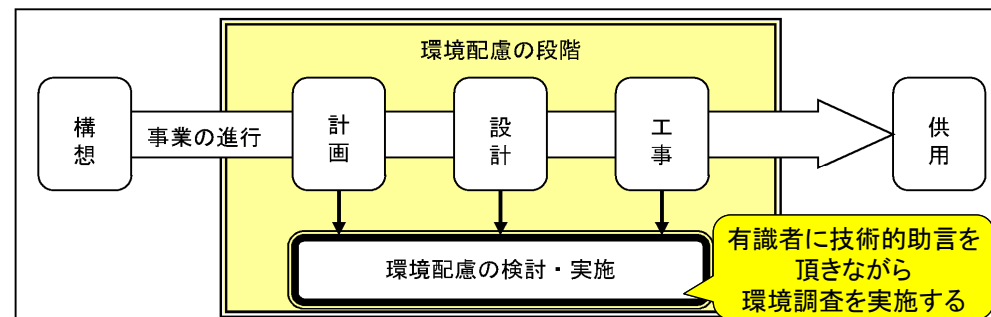 環境配慮の段階
構想
事業の進行
計画
設計
工事
供用
環境配慮の検討・実施
有識者に技術的助言を
頂きながら
環境調査を実施する